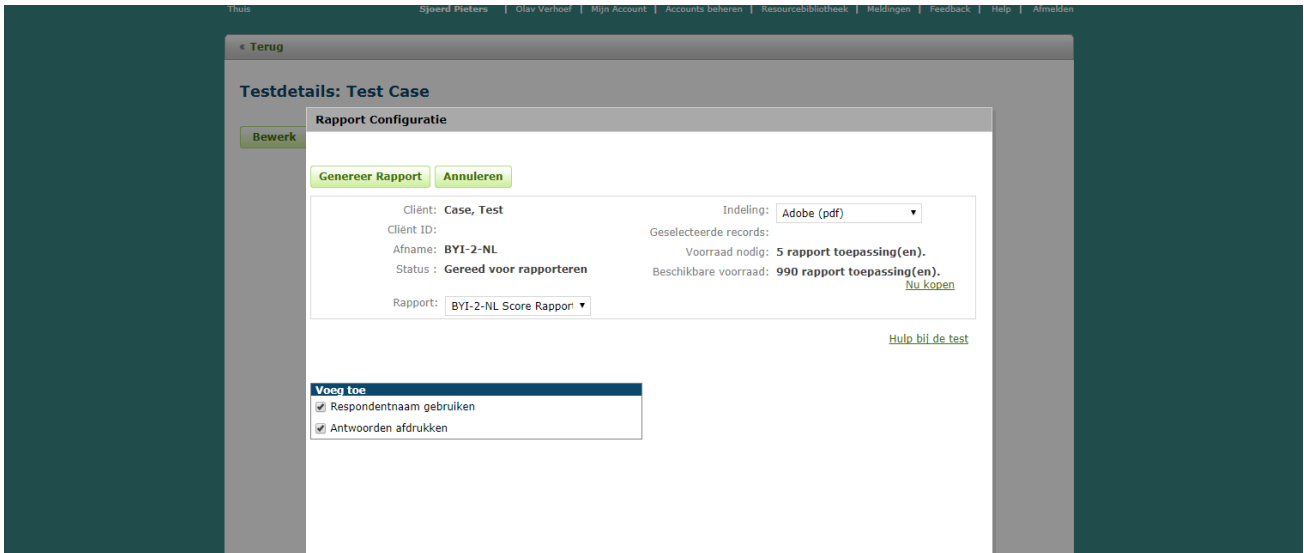 Thuis Sjoerd Pieters | Olav Verhoef | Mijn Account | Accounts beheren | Resourcebibliotheek | Meldingen | Feedback | Help | Afmelden
« Terug
Testdetails: Test Case
Rapport Configuratie
Bewerk
Genereer Rapport Annuleren
Cliënt: Case, Test
Cliënt ID:
Afname: BYI-2-NL
Status : Gereed voor rapporteren
Rapport: BYI-2-NL Score Rapport
Indeling: Adobe (pdf)
Geselecteerde records:
Voorraad nodig: 5 rapport toepassing(en).
Beschikbare voorraad: 990 rapport toepassing(en).
Nu kopen
Hulp bij de test
Voeg toe
Respondentnaam gebruiken
Antwoorden afdrukken